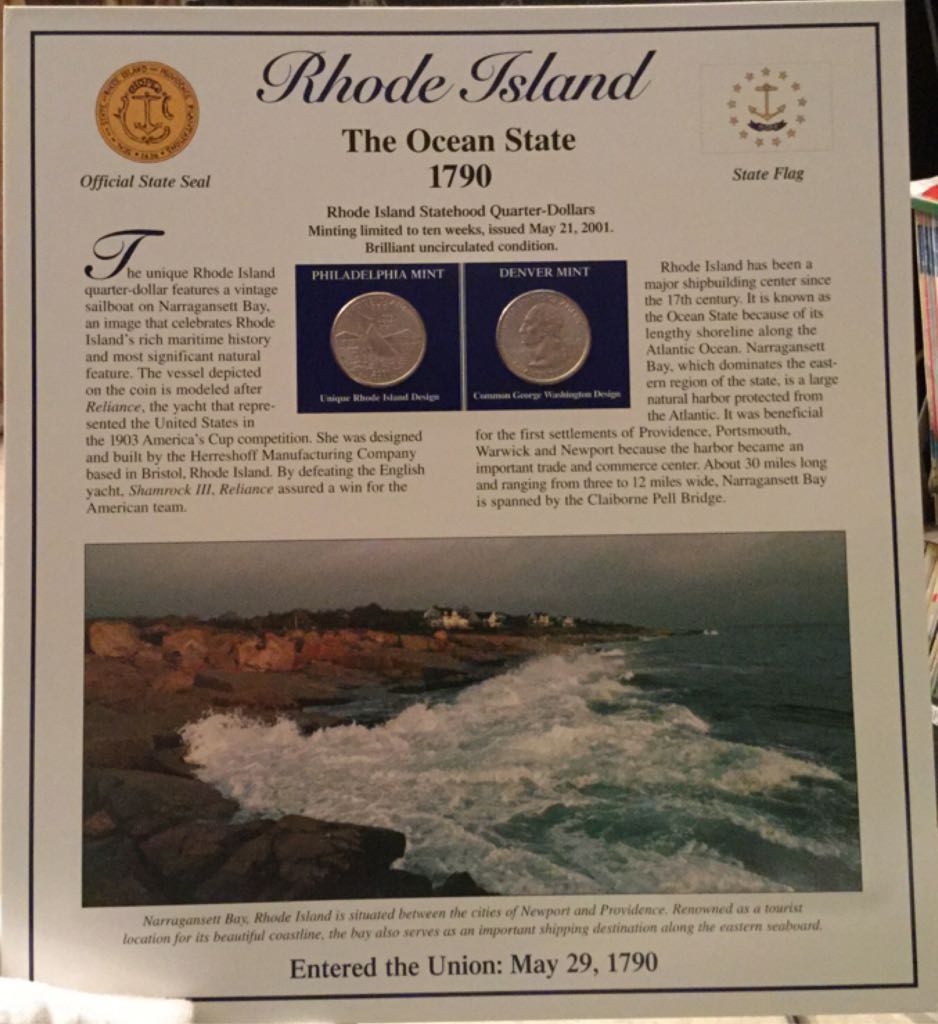 Rhode Island
The Ocean State
1790
Official State Seal
State Flag
Rhode Island Statehood Quarter-Dollars
Minting limited to ten weeks, issued May 21, 2001.
Brilliant uncirculated condition.
The unique Rhode Island
quarter-dollar features a vintage
sailboat on Narragansett Bay,
an image that celebrates Rhode
Island's rich maritime history
and most significant natural
feature. The vessel depicted
on the coin is modeled after
Reliance, the yacht that repre-
sented the United States in
the 1903 America's Cup competition. She was designed
and built by the Herreshoff Manufacturing Company
based in Bristol, Rhode Island. By defeating the English
yacht, Shamrock III, Reliance assured a win for the
American team.
PHILADELPHIA MINT
Unique Rhode Island Design
DENVER MINT
Common George Washington Design
Rhode Island has been a
major shipbuilding center since
the 17th century. It is known as
the Ocean State because of its
lengthy shoreline along the
Atlantic Ocean. Narragansett
Bay, which dominates the east-
ern region of the state, is a large
natural harbor protected from
the Atlantic. It was beneficial
for the first settlements of Providence, Portsmouth,
Warwick and Newport because the harbor became an
important trade and commerce center. About 30 miles long
and ranging from three to 12 miles wide, Narragansett Bay
is spanned by the Claiborne Pell Bridge.
Narragansett Bay, Rhode Island is situated between the cities of Newport and Providence. Renowned as a tourist
location for its beautiful coastline, the bay also serves as an important shipping destination along the eastern seaboard.
Entered the Union: May 29, 1790